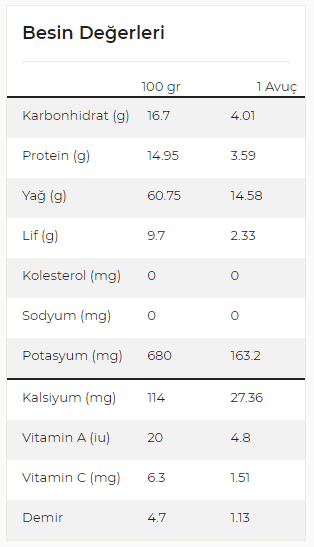 Besin Değerleri
100 gr 1 Avuç
Karbonhidrat (g) 16.7 4.01
Protein (g) 14.95 3.59
Yağ (g) 60.75 14.58
Lif (g) 9.7 2.33
Kolesterol (mg) 0 0
Sodyum (mg) 0 0
Potasyum (mg) 680 163.2
Kalsiyum (mg) 114 27.36
Vitamin A (iu) 20 4.8
Vitamin C (mg) 6.3 1.51
Demir 4.7 1.13